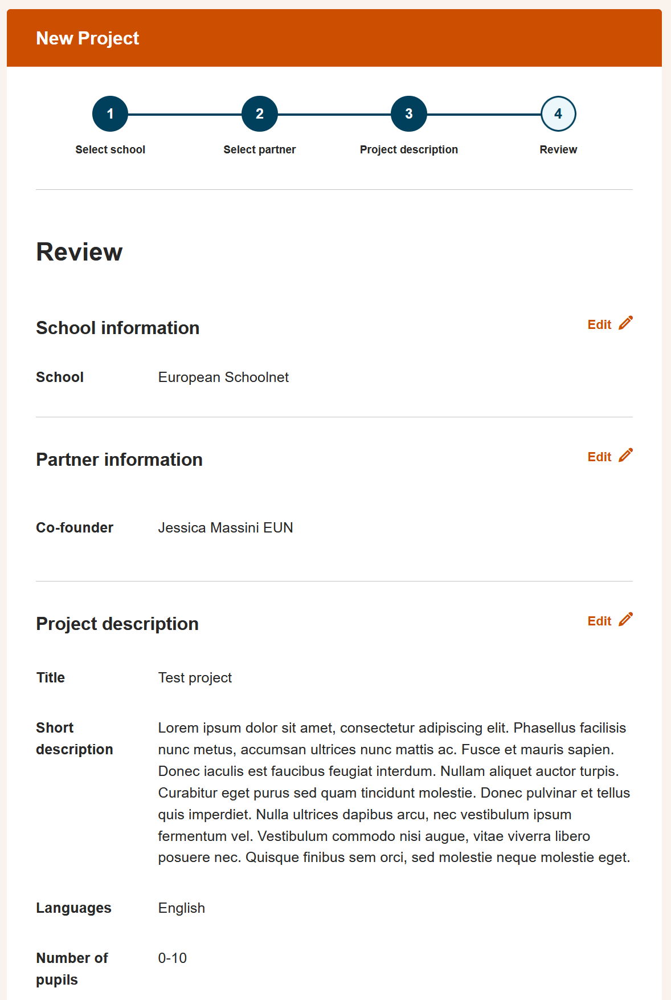 New Project
1
2
3
4
Select school
Select partner
Project description
Review
Review
School information
Edit
School
European Schoolnet
Partner information
Edit
Co-founder
Jessica Massini EUN
Project description
Edit
Title
Test project
Short
description
Lorem ipsum dolor sit amet, consectetur adipiscing elit. Phasellus facilisis
nunc metus, accumsan ultrices nunc mattis ac. Fusce et mauris sapien.
Donec iaculis est faucibus feugiat interdum. Nullam aliquet auctor turpis.
Curabitur eget purus sed quam tincidunt molestie. Donec pulvinar et tellus
quis imperdiet. Nulla ultrices dapibus arcu, nec vestibulum ipsum
fermentum vel. Vestibulum commodo nisi augue, vitae viverra libero
posuere nec. Quisque finibus sem orci, sed molestie neque molestie eget.
Languages
English
Number of
pupils
0-10